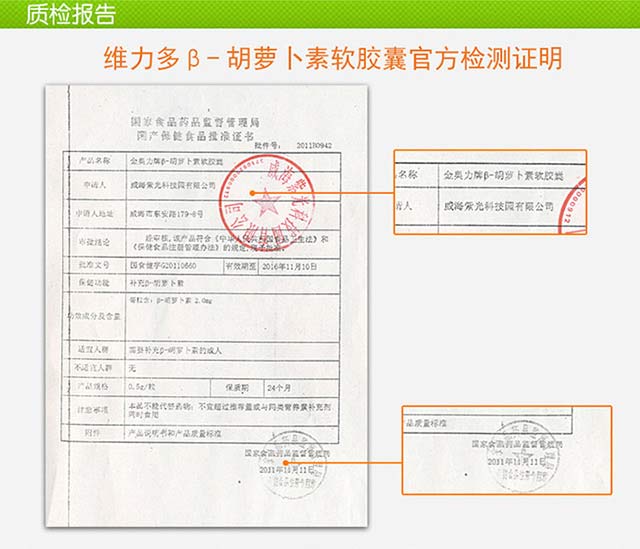 质检报告
维力多β-胡萝卜素软胶囊官方检测证明
国家食品药品监督管理局
国产保健食品批准证书
批件号: 2011B0942
产品名称 金奥力牌β-胡萝卜素软胶囊
申请人 威海紫光科技园有限公司
申请人地址 威海市东安路179-8号
审批结论 经审核,该产品符合《中华人民共和国食品卫生法》和
《保健食品注册管理办法》的规定,
批准文号 国食健字G20110660 有效期至 2016年11月10日
保健功能 补充β-胡萝卜素
功效成分及含量 每粒含: β-胡萝卜素 2.0mg
适宜人群 需要补充β-胡萝卜素的成人
不适宜人群 无
产品规格 0.5g/粒 保质期 24个月
注意事项 本品不能代替药物; 不宜超过推荐量或与同类营养素补充剂
同时食用
附件 产品说明书和产品质量标准
国家食品药品监督管理局
2011年11月11日
威海紫光科技园有限公司
名称 金奥力牌β-胡萝卜素软胶囊
人 威海紫光科技园有限公司
品质量标准
国家食品药品监督管理局
2011年11月11日